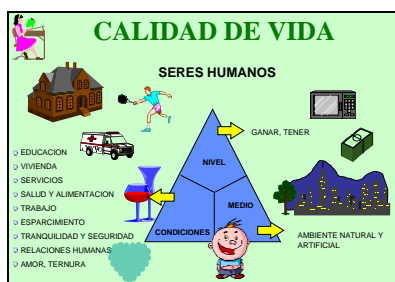 CALIDAD DE VIDA
SERES HUMANOS
GANAR, TENER
NIVEL
MEDIO
CONDICIONES
EDUCACION
VIVIENDA
SERVICIOS
SALUD Y ALIMENTACION
TRABAJO
ESPARCIMIENTO
TRANQUILIDAD Y SEGURIDAD
RELACIONES HUMANAS
AMOR, TERNURA
AMBIENTE NATURAL Y
ARTIFICIAL